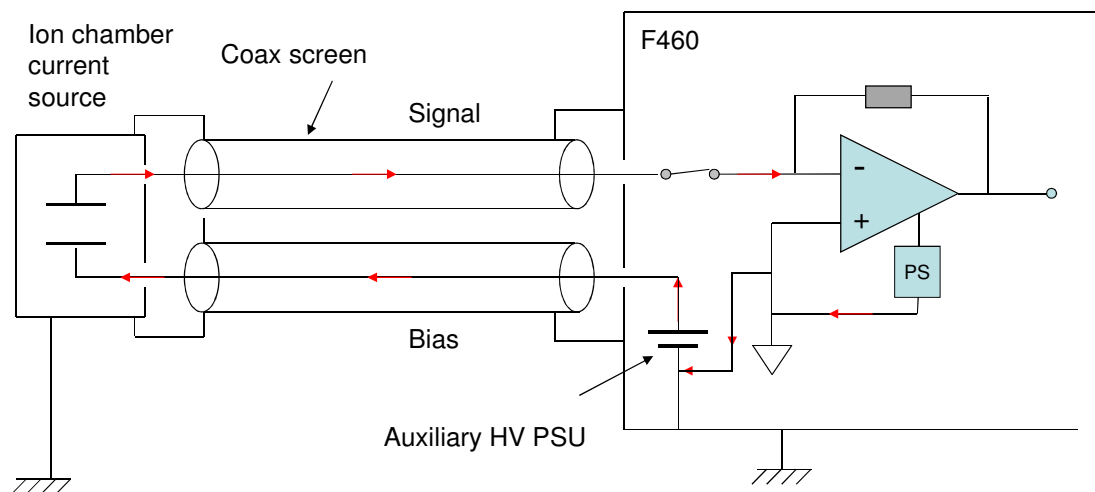 Ion chamber
current
source
Coax screen
F460
Signal
-
+
PS
Bias
Auxiliary HV PSU